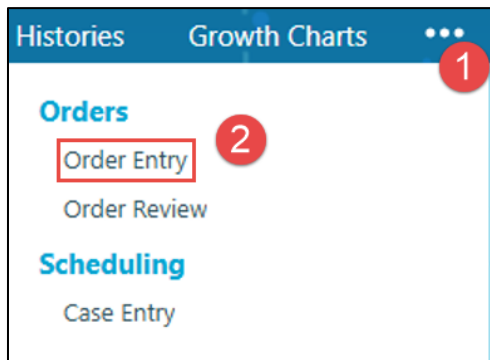 Histories Growth Charts •••
1
Orders
Order Entry
2
Order Review
Scheduling
Case Entry